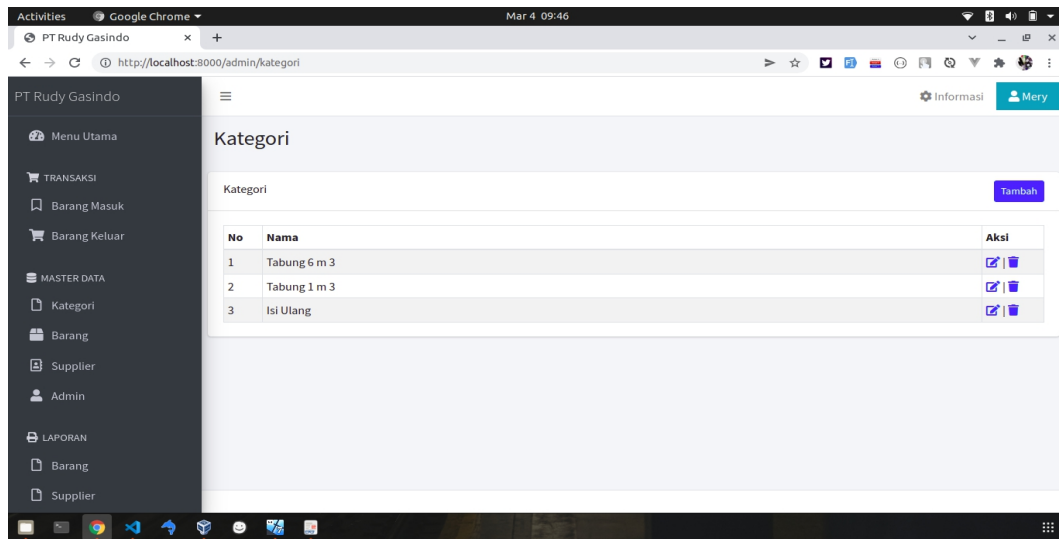 Activities Google Chrome Mar 4 09:46
PT Rudy Gasindo
http://localhost:8000/admin/kategori
PT Rudy Gasindo
Informasi
Mery
Menu Utama
TRANSAKSI
Barang Masuk
Barang Keluar
MASTER DATA
Kategori
Barang
Supplier
Admin
LAPORAN
Barang
Supplier
Kategori
Kategori
Tambah
No Nama Aksi
1 Tabung 6 m 3 |
2 Tabung 1 m 3 |
3 Isi Ulang |